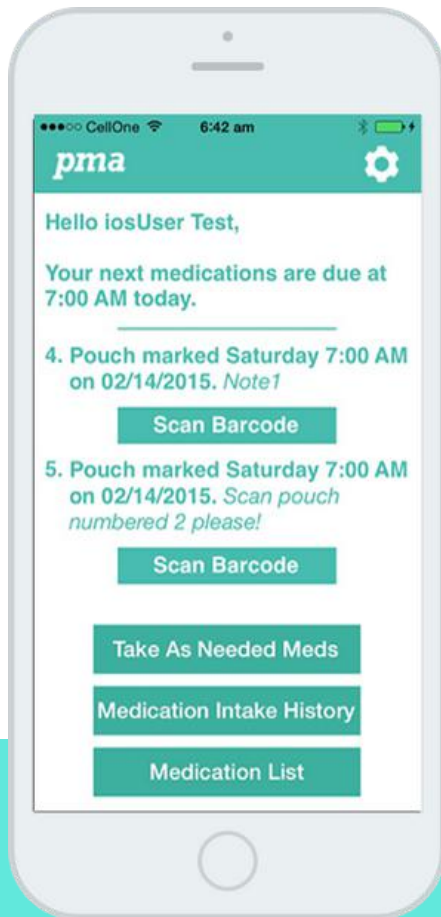 CellOne 6:42 am
pma
Hello iosUser Test,
Your next medications are due at
7:00 AM today.
4. Pouch marked Saturday 7:00 AM
on 02/14/2015. Note1
Scan Barcode
5. Pouch marked Saturday 7:00 AM
on 02/14/2015. Scan pouch
numbered 2 please!
Scan Barcode
Take As Needed Meds
Medication Intake History
Medication List